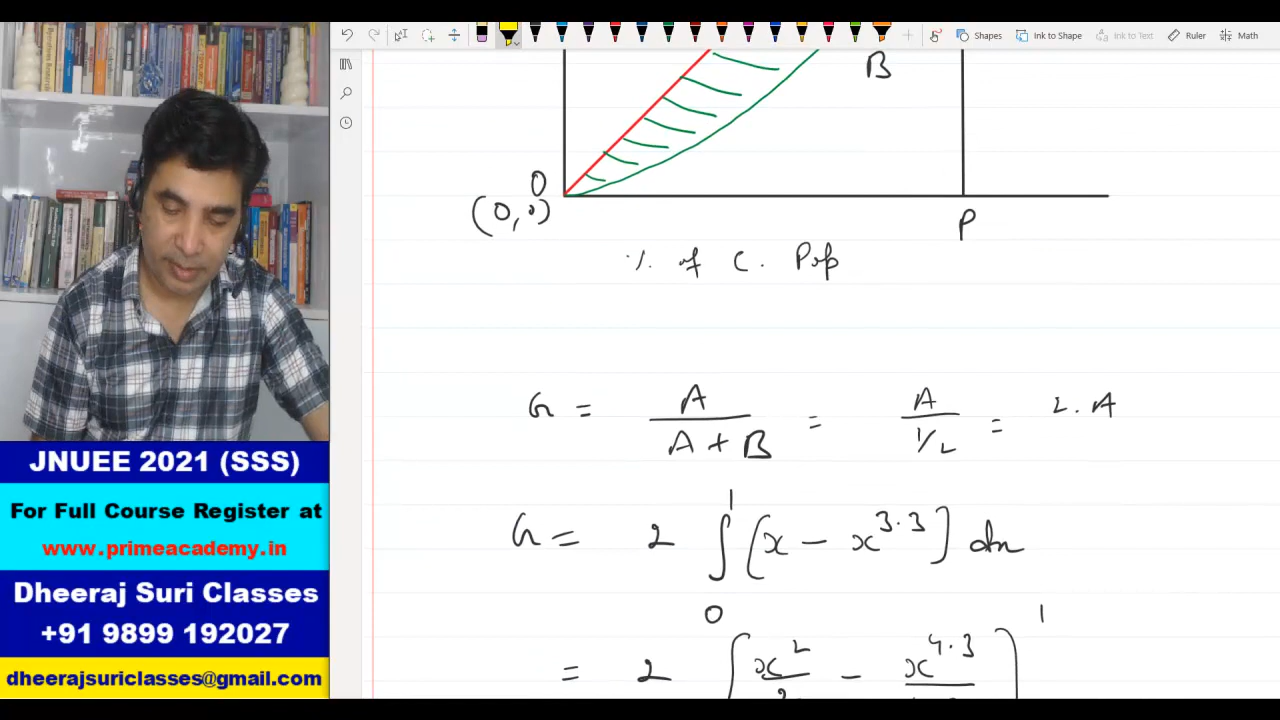 Shapes Ink to Shape Ink to Text Ruler Math
B
0
(0,0)
P
% of C. Pop
G = A / A + B = A / 1/2 = 2. A
G = 2 ∫₀¹ [x - x^3.3] dx
= 2 [x^2/2 - x^4.3/ ]¹
JNUEE 2021 (SSS)
For Full Course Register at
www.primeacademy.in
Dheeraj Suri Classes
+91 9899 192027
dheerajsuriclasses@gmail.com